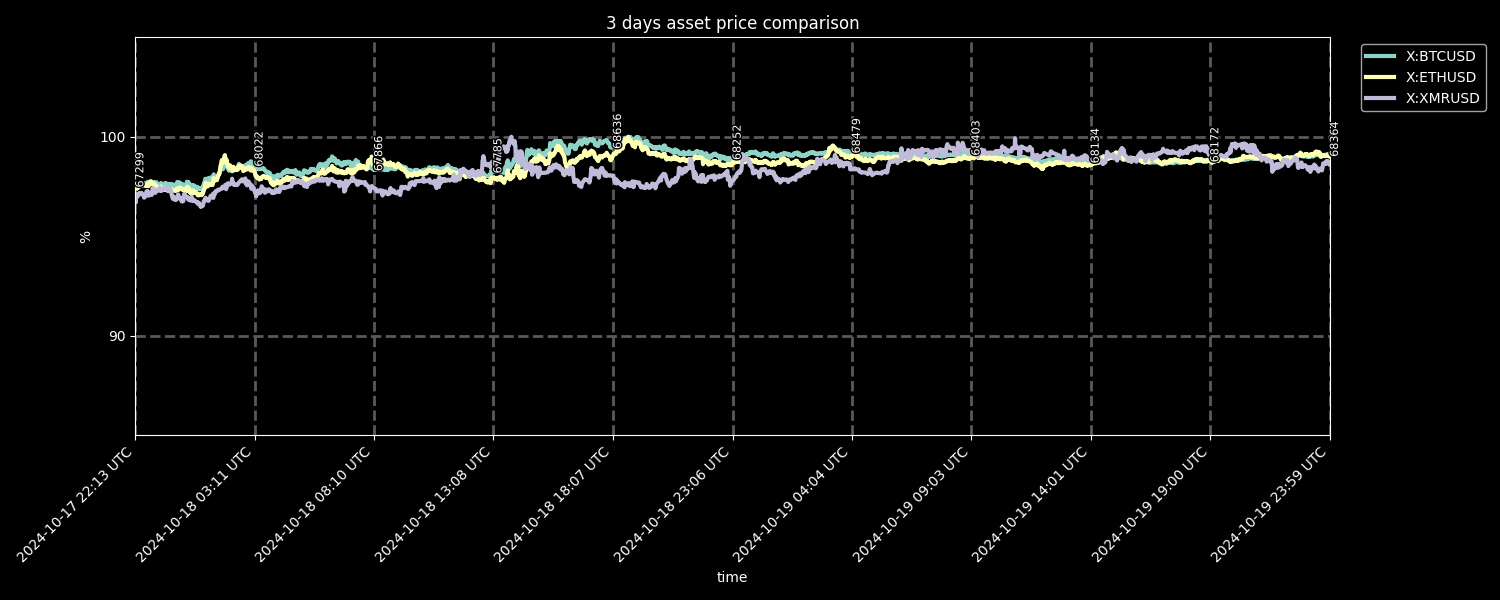 3 days asset price comparison
X:BTCUSD
X:ETHUSD
X:XMRUSD
100
90
%
67299
68022
67866
67785
68636
68252
68479
68403
68134
68172
68364
2024-10-17 22:13 UTC
2024-10-18 03:11 UTC
2024-10-18 08:10 UTC
2024-10-18 13:08 UTC
2024-10-18 18:07 UTC
2024-10-18 23:06 UTC
2024-10-19 04:04 UTC
2024-10-19 09:03 UTC
2024-10-19 14:01 UTC
2024-10-19 19:00 UTC
2024-10-19 23:59 UTC
time